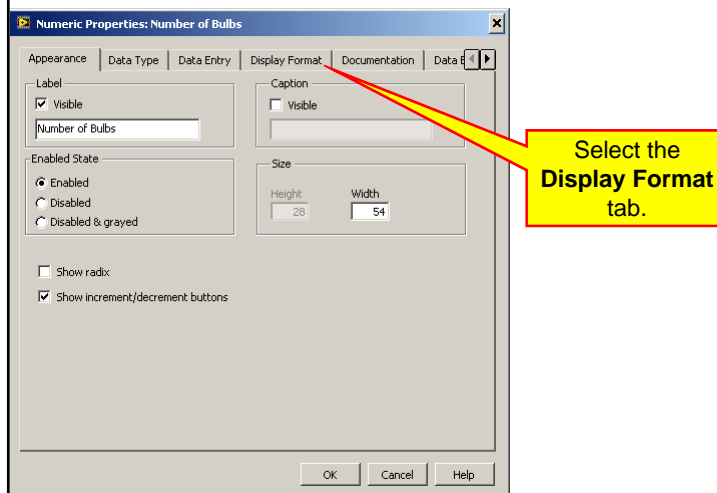 Numeric Properties: Number of Bulbs
Appearance Data Type Data Entry Display Format Documentation Data E
Label
Visible
Number of Bulbs
Caption
Visible
Enabled State
Enabled
Disabled
Disabled & grayed
Size
Height Width
28 54
Show radix
Show increment/decrement buttons
OK Cancel Help
Select the
Display Format
tab.